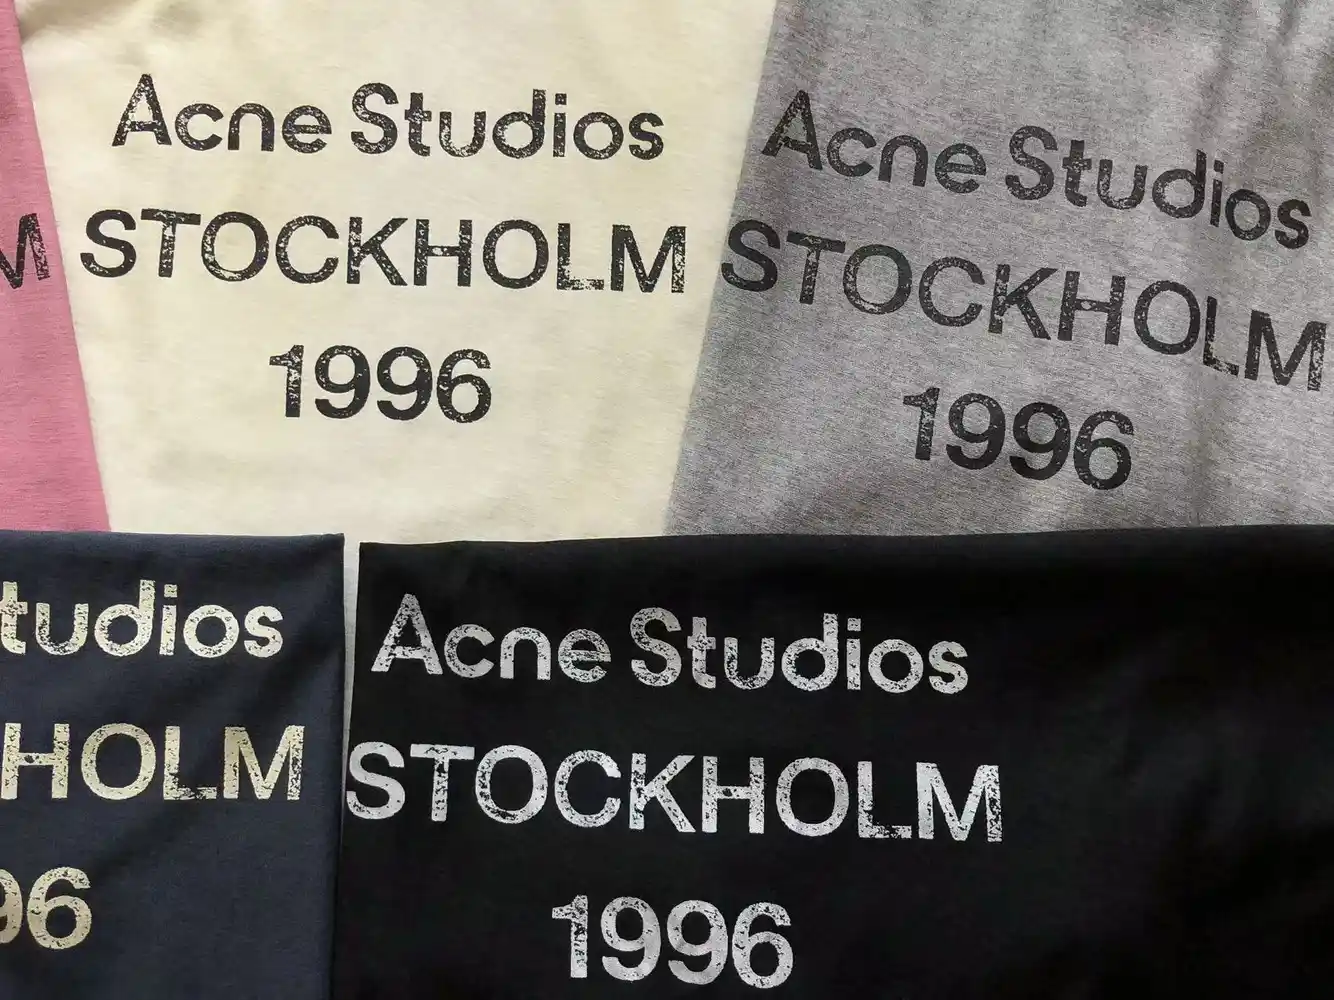 Acne Studios
STOCKHOLM
1996
Acne Studios
STOCKHOLM
1996
M
tudios
HOLM
96
Acne Studios
STOCKHOLM
1996